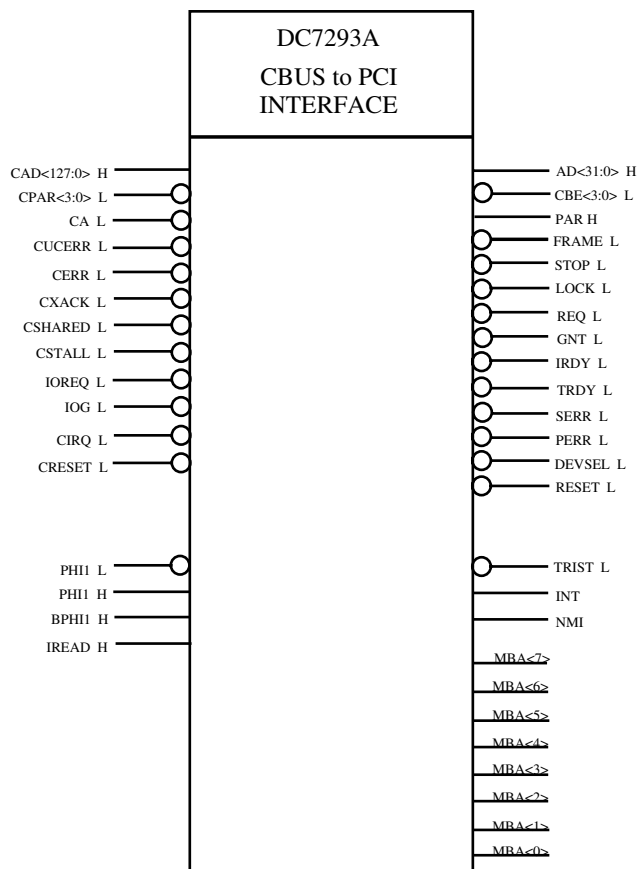 DC7293A
CBUS to PCI
INTERFACE
CAD<127:0> H
CPAR<3:0> L
CA L
CUCERR L
CERR L
CXACK L
CSHARED L
CSTALL L
IOREQ L
IOG L
CIRQ L
CRESET L
PHI1 L
PHI1 H
BPHI1 H
IREAD H
AD<31:0> H
CBE<3:0> L
PAR H
FRAME L
STOP L
LOCK L
REQ L
GNT L
IRDY L
TRDY L
SERR L
PERR L
DEVSEL L
RESET L
TRIST L
INT
NMI
MBA<7>
MBA<6>
MBA<5>
MBA<4>
MBA<3>
MBA<2>
MBA<1>
MBA<0>